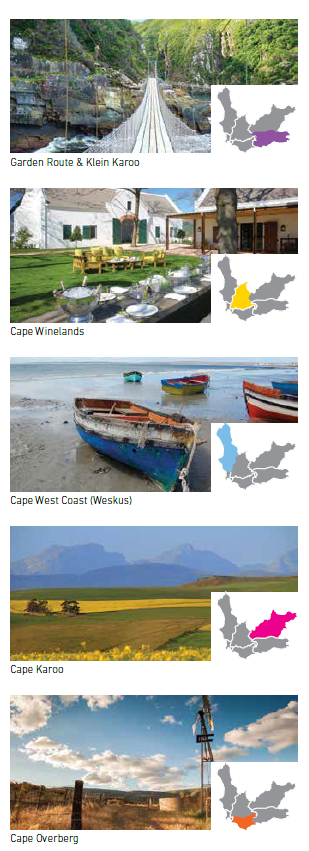 Garden Route & Klein Karoo
Cape Winelands
Cape West Coast (Weskus)
Cape Karoo
Cape Overberg